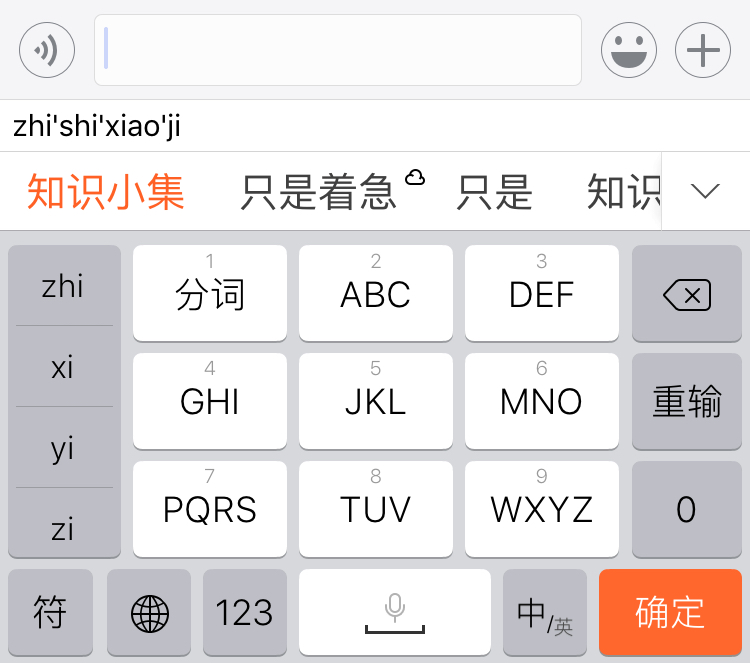 zhi'shi'xiao'ji
知识小集 只是着急 只是 知识
zhi
xi
yi
zi
1 2 3
分词 ABC DEF
4 5 6
GHI JKL MNO 重输
7 8 9
PQRS TUV WXYZ 0
符 123 中/英 确定